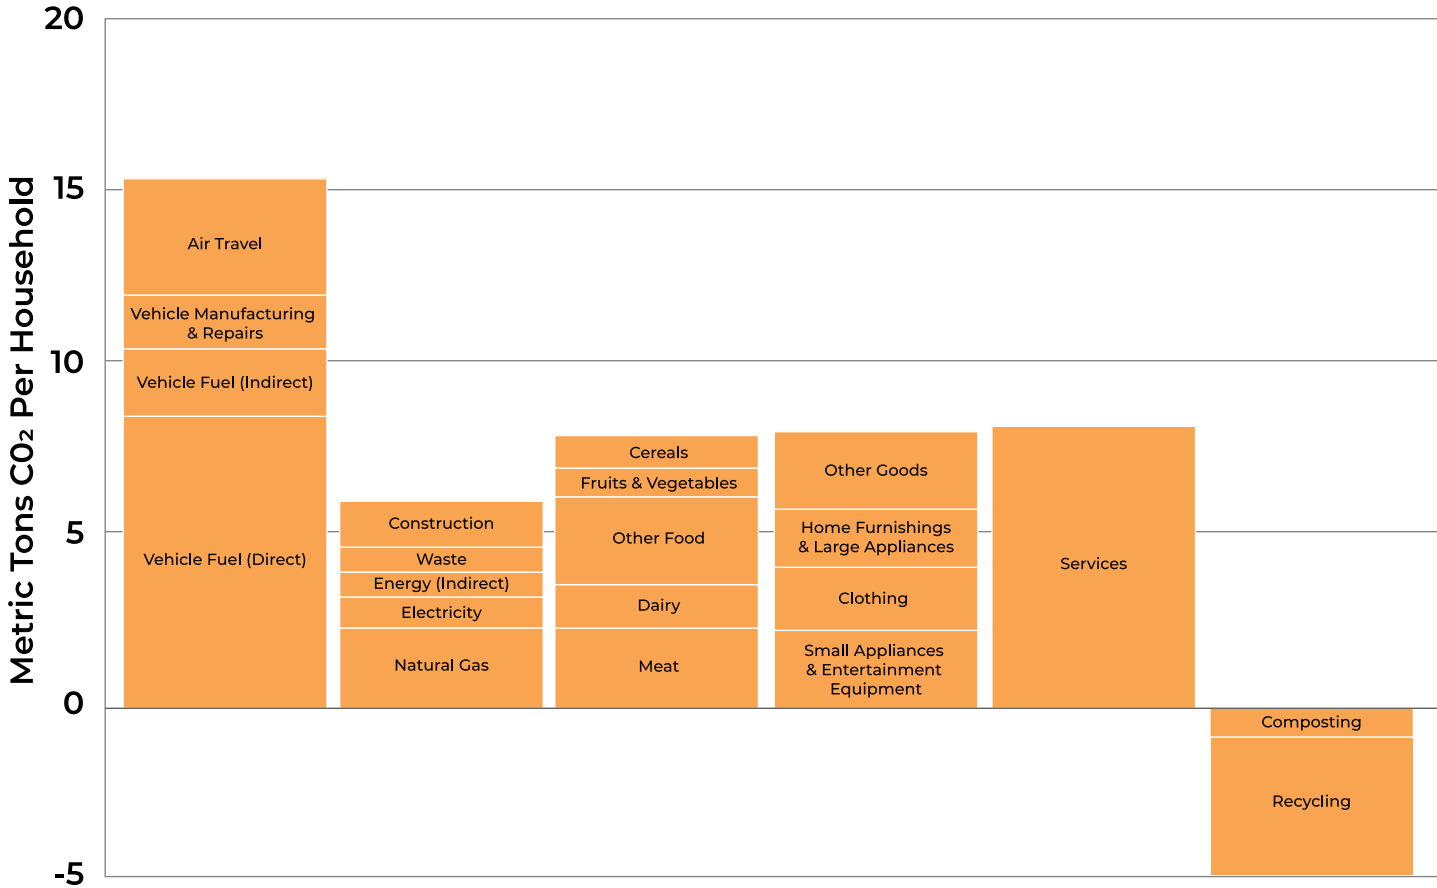 Metric Tons C02 Per Household
20
15
10
5
0
-5
Air Travel
Vehicle Manufacturing
& Repairs
Vehicle Fuel (Indirect)
Vehicle Fuel (Direct)
Construction
Waste
Energy (Indirect)
Electricity
Natural Gas
Cereals
Fruits & Vegetables
Other Food
Dairy
Meat
Other Goods
Home Furnishings
& Large Appliances
Clothing
Small Appliances
& Entertainment
Equipment
Services
Composting
Recycling